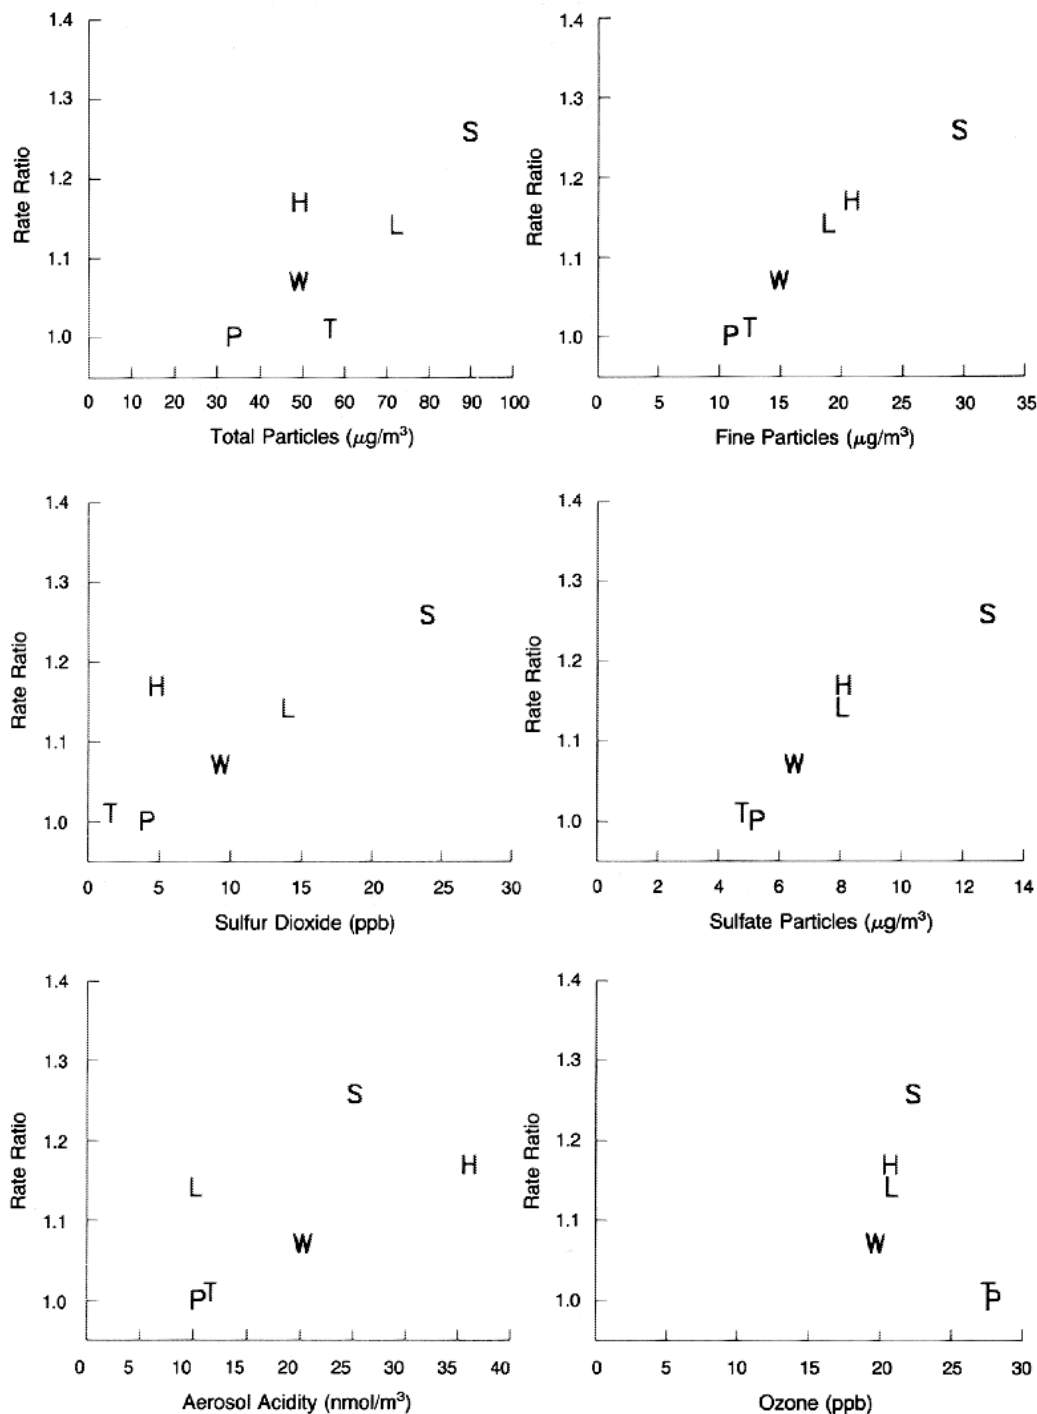 1.4
1.3
1.2
1.1
1.0
Rate Ratio
S
H
L
W
P
T
0 10 20 30 40 50 60 70 80 90 100
Total Particles (μg/m³)
1.4
1.3
1.2
1.1
1.0
Rate Ratio
S
H
L
W
T
P
0 5 10 15 20 25 30 35
Fine Particles (μg/m³)
1.4
1.3
1.2
1.1
1.0
Rate Ratio
S
H
L
W
T
P
0 5 10 15 20 25 30
Sulfur Dioxide (ppb)
1.4
1.3
1.2
1.1
1.0
Rate Ratio
S
H
L
W
T
P
0 2 4 6 8 10 12 14
Sulfate Particles (μg/m³)
1.4
1.3
1.2
1.1
1.0
Rate Ratio
S
H
L
W
T
P
0 5 10 15 20 25 30 35 40
Aerosol Acidity (nmol/m³)
1.4
1.3
1.2
1.1
1.0
Rate Ratio
S
H
L
W
T
P
0 5 10 15 20 25 30
Ozone (ppb)